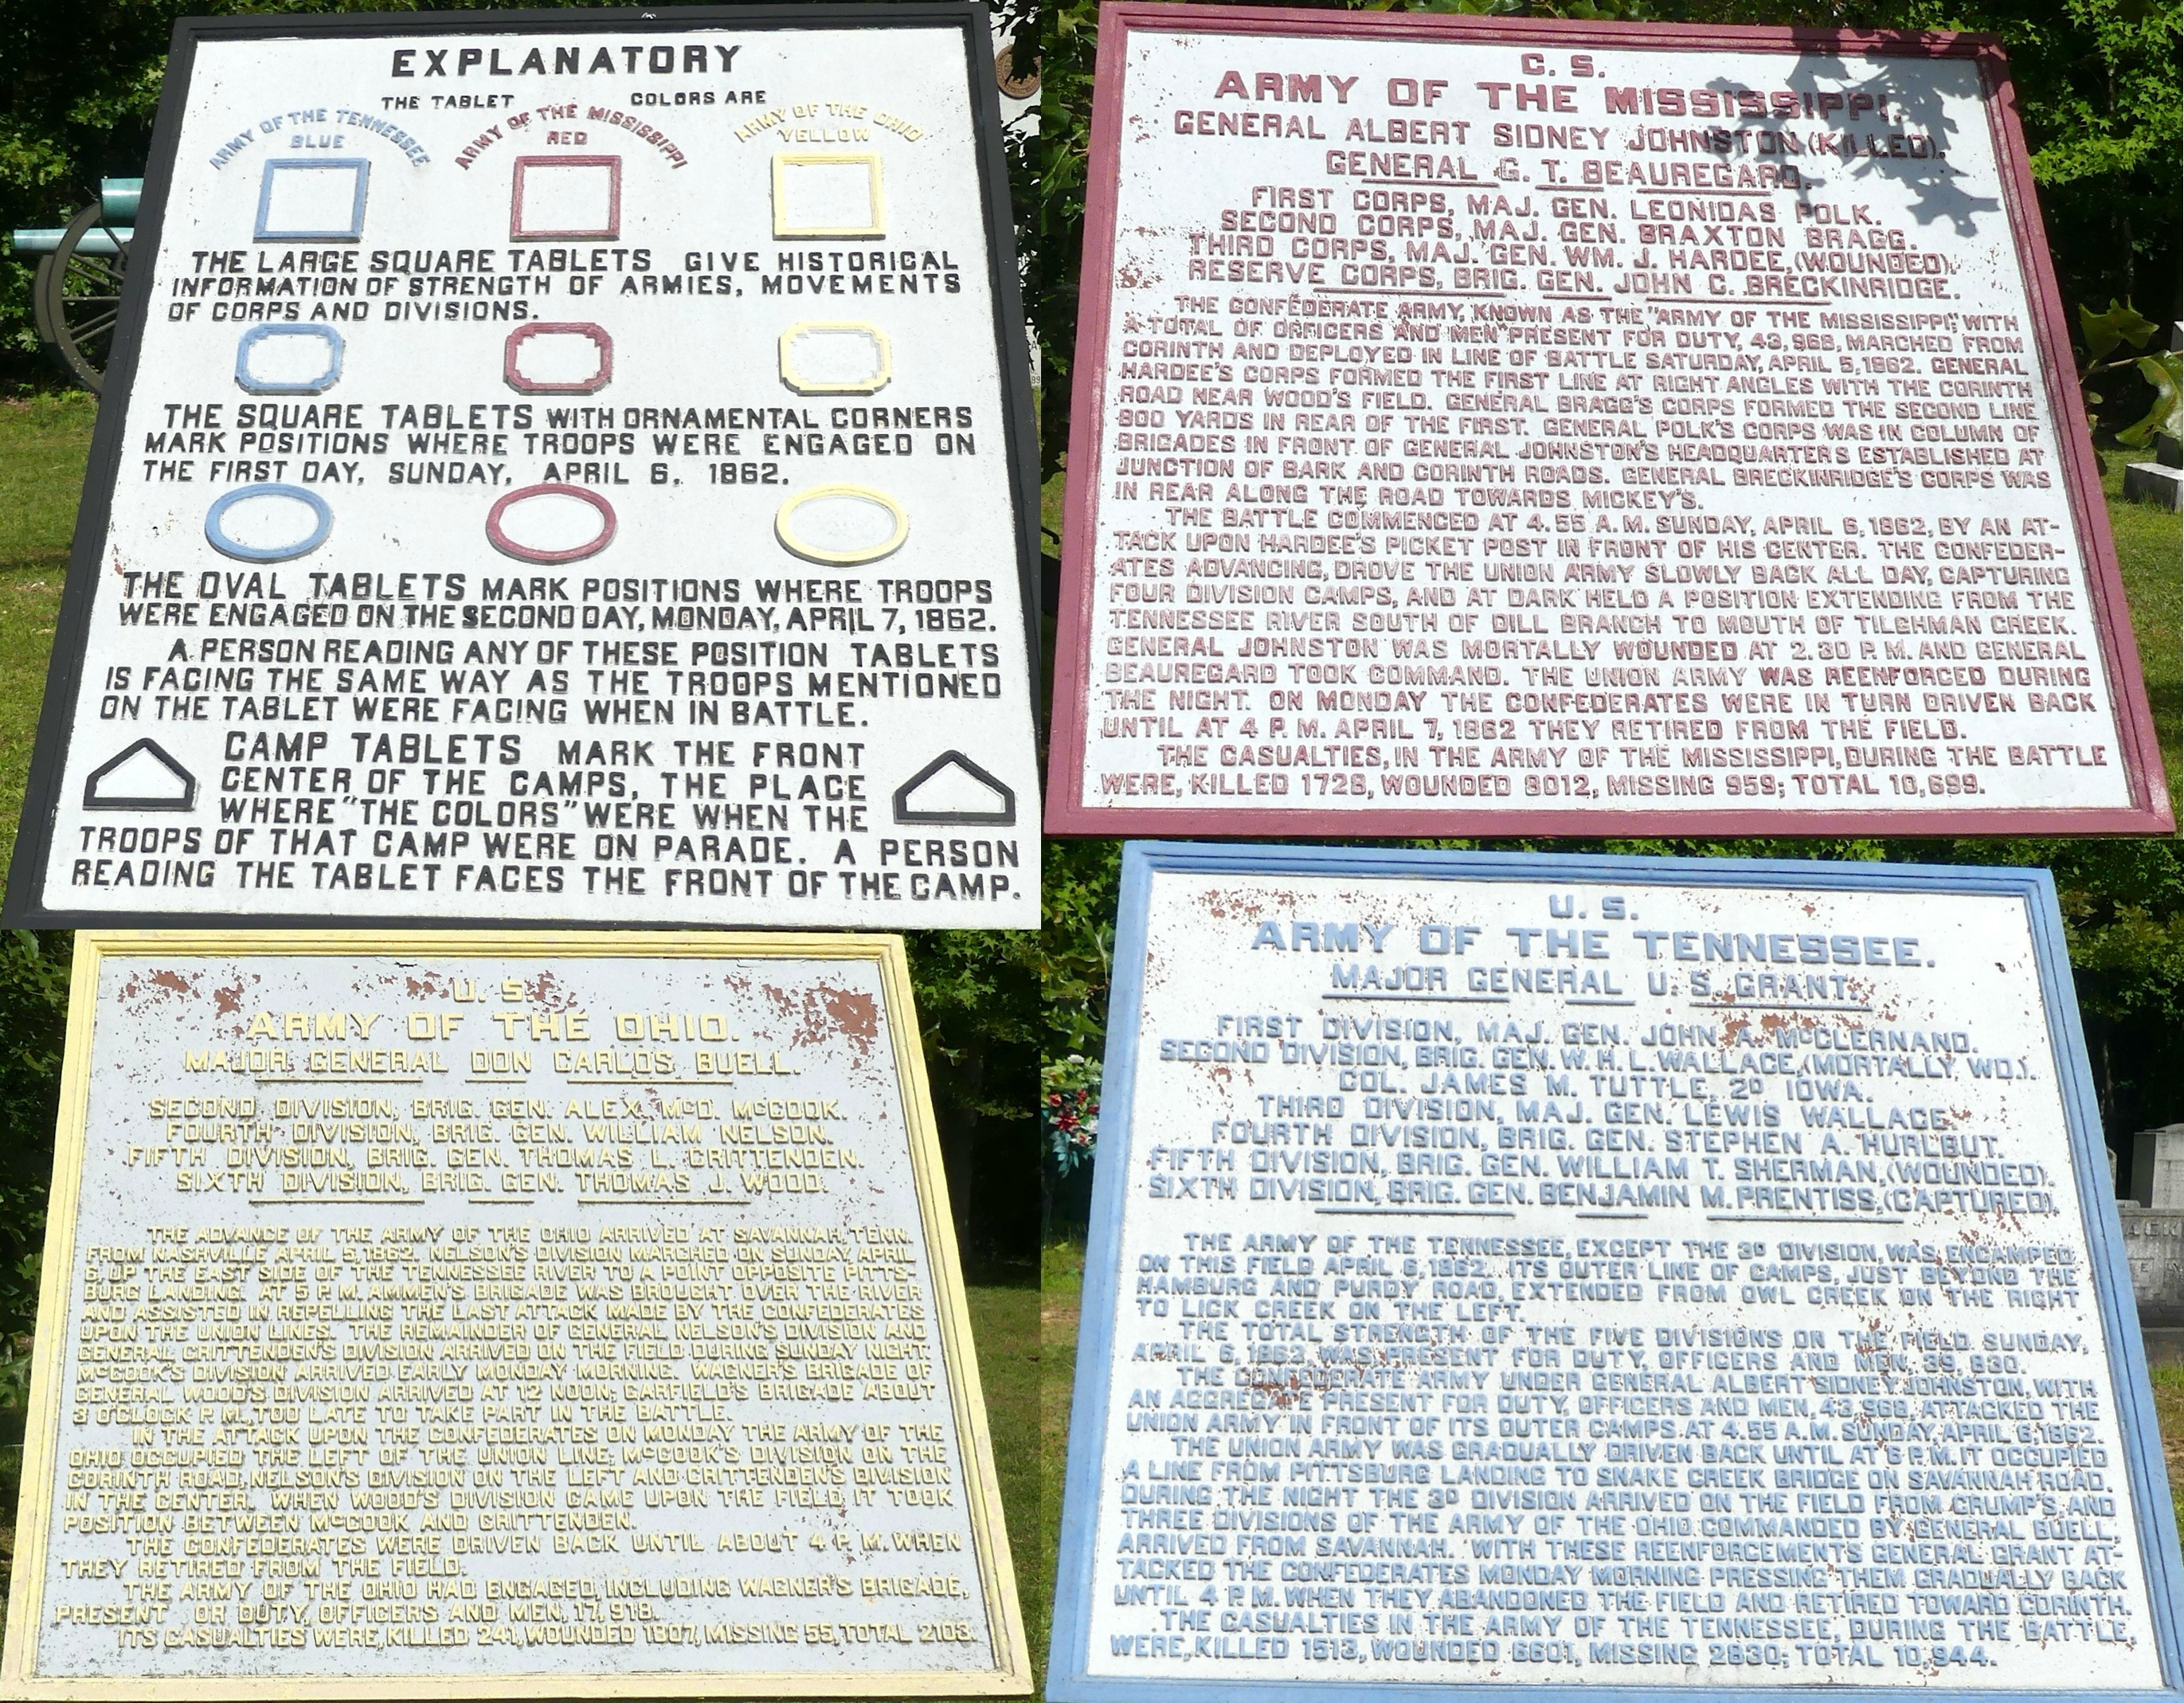 EXPLANATORY
THE TABLET COLORS ARE
ARMY OF THE TENNESSEE
BLUE
ARMY OF THE MISSISSIPPI
RED
ARMY OF THE OHIO
YELLOW
THE LARGE SQUARE TABLETS GIVE HISTORICAL
INFORMATION OF STRENGTH OF ARMIES, MOVEMENTS
OF CORPS AND DIVISIONS.
THE SQUARE TABLETS WITH ORNAMENTAL CORNERS
MARK POSITIONS WHERE TROOPS WERE ENGAGED ON
THE FIRST DAY, SUNDAY, APRIL 6, 1862.
THE OVAL TABLETS MARK POSITIONS WHERE TROOPS
WERE ENGAGED ON THE SECOND DAY, MONDAY, APRIL 7, 1862.
A PERSON READING ANY OF THESE POSITION TABLETS
IS FACING THE SAME WAY AS THE TROOPS MENTIONED
ON THE TABLET WERE FACING WHEN IN BATTLE.
CAMP TABLETS MARK THE FRONT
CENTER OF THE CAMPS, THE PLACE
WHERE "THE COLORS" WERE WHEN THE
TROOPS OF THAT CAMP WERE ON PARADE. A PERSON
READING THE TABLET FACES THE FRONT OF THE CAMP.
C. S.
ARMY OF THE MISSISSIPPI.
GENERAL ALBERT SIDNEY JOHNSTON (KILLED).
GENERAL G. T. BEAUREGARD.
FIRST CORPS, MAJ. GEN. LEONIDAS POLK.
SECOND CORPS, MAJ. GEN. BRAXTON BRAGG.
THIRD CORPS, MAJ. GEN. WM. J. HARDEE, (WOUNDED).
RESERVE CORPS, BRIG. GEN. JOHN C. BRECKINRIDGE.
THE CONFEDERATE ARMY, KNOWN AS THE "ARMY OF THE MISSISSIPPI," WITH
A TOTAL OF OFFICERS AND MEN PRESENT FOR DUTY, 43,968, MARCHED FROM
CORINTH AND DEPLOYED IN LINE OF BATTLE SATURDAY, APRIL 5, 1862. GENERAL
HARDEE'S CORPS FORMED THE FIRST LINE AT RIGHT ANGLES WITH THE CORINTH
ROAD NEAR WOOD'S FIELD. GENERAL BRAGG'S CORPS FORMED THE SECOND LINE
800 YARDS IN REAR OF THE FIRST. GENERAL POLK'S CORPS WAS IN COLUMN OF
BRIGADES IN FRONT OF GENERAL JOHNSTON'S HEADQUARTERS ESTABLISHED AT
JUNCTION OF BARK AND CORINTH ROADS. GENERAL BRECKINRIDGE'S CORPS WAS
IN REAR ALONG THE ROAD TOWARDS MICKEY'S.
THE BATTLE COMMENCED AT 4.55 A.M. SUNDAY, APRIL 6, 1862, BY AN AT-
TACK UPON HARDEE'S PICKET POST IN FRONT OF HIS CENTER. THE CONFEDER-
ATES ADVANCING, DROVE THE UNION ARMY SLOWLY BACK ALL DAY, CAPTURING
FOUR DIVISION CAMPS, AND AT DARK HELD A POSITION EXTENDING FROM THE
TENNESSEE RIVER SOUTH OF DILL BRANCH TO MOUTH OF TILGHMAN CREEK.
GENERAL JOHNSTON WAS MORTALLY WOUNDED AT 2.30 P.M. AND GENERAL
BEAUREGARD TOOK COMMAND. THE UNION ARMY WAS REENFORCED DURING
THE NIGHT. ON MONDAY THE CONFEDERATES WERE IN TURN DRIVEN BACK
UNTIL AT 4 P. M. APRIL 7, 1862 THEY RETIRED FROM THE FIELD.
THE CASUALTIES, IN THE ARMY OF THE MISSISSIPPI, DURING THE BATTLE
WERE, KILLED 1728, WOUNDED 8012, MISSING 959; TOTAL 10,699.
U. S.
ARMY OF THE OHIO.
MAJOR GENERAL DON CARLOS BUELL.
SECOND DIVISION, BRIG. GEN. ALEX. McD. McCOOK.
FOURTH DIVISION, BRIG. GEN. WILLIAM NELSON.
FIFTH DIVISION, BRIG. GEN. THOMAS L. CRITTENDEN.
SIXTH DIVISION, BRIG. GEN. THOMAS J. WOOD.
THE ADVANCE OF THE ARMY OF THE OHIO ARRIVED AT SAVANNAH, TENN.
FROM NASHVILLE APRIL 5, 1862. NELSON'S DIVISION MARCHED ON SUNDAY, APRIL
6, UP THE EAST SIDE OF THE TENNESSEE RIVER TO A POINT OPPOSITE PITTS-
BURG LANDING. AT 5 P.M. AMMEN'S BRIGADE WAS BROUGHT OVER THE RIVER
AND ASSISTED IN REPELLING THE LAST ATTACK MADE BY THE CONFEDERATES
UPON THE UNION LINES. THE REMAINDER OF GENERAL NELSON'S DIVISION AND
GENERAL CRITTENDEN'S DIVISION ARRIVED ON THE FIELD DURING SUNDAY NIGHT.
McCOOK'S DIVISION ARRIVED EARLY MONDAY MORNING. WAGNER'S BRIGADE OF
GENERAL WOOD'S DIVISION ARRIVED AT 12 NOON; GARFIELD'S BRIGADE ABOUT
3 O'CLOCK P.M., TOO LATE TO TAKE PART IN THE BATTLE.
IN THE ATTACK UPON THE CONFEDERATES ON MONDAY THE ARMY OF THE
OHIO OCCUPIED THE LEFT OF THE UNION LINE; McCOOK'S DIVISION ON THE
CORINTH ROAD, NELSON'S DIVISION ON THE LEFT AND CRITTENDEN'S DIVISION
IN THE CENTER. WHEN WOOD'S DIVISION CAME UPON THE FIELD IT TOOK
POSITION BETWEEN McCOOK AND CRITTENDEN.
THE CONFEDERATES WERE DRIVEN BACK UNTIL ABOUT 4 P. M. WHEN
THEY RETIRED FROM THE FIELD.
THE ARMY OF THE OHIO HAD ENGAGED, INCLUDING WAGNER'S BRIGADE,
PRESENT OR DUTY, OFFICERS AND MEN, 17,918.
ITS CASUALTIES WERE, KILLED 241, WOUNDED 1807, MISSING 55, TOTAL 2103.
U. S.
ARMY OF THE TENNESSEE.
MAJOR GENERAL U. S. GRANT.
FIRST DIVISION, MAJ. GEN. JOHN A. McCLERNAND.
SECOND DIVISION, BRIG. GEN. W. H. L. WALLACE, (MORTALLY WD.).
COL. JAMES M. TUTTLE, 2D IOWA.
THIRD DIVISION, MAJ. GEN. LEWIS WALLACE.
FOURTH DIVISION, BRIG. GEN. STEPHEN A. HURLBUT.
FIFTH DIVISION, BRIG. GEN. WILLIAM T. SHERMAN, (WOUNDED).
SIXTH DIVISION, BRIG. GEN. BENJAMIN M. PRENTISS, (CAPTURED).
THE ARMY OF THE TENNESSEE, EXCEPT THE 3D DIVISION, WAS ENCAMPED
ON THIS FIELD APRIL 6, 1862. ITS OUTER LINE OF CAMPS, JUST BEYOND THE
HAMBURG AND PURDY ROAD, EXTENDED FROM OWL CREEK ON THE RIGHT
TO LICK CREEK ON THE LEFT.
THE TOTAL STRENGTH OF THE FIVE DIVISIONS ON THE FIELD SUNDAY,
APRIL 6, 1862, WAS, PRESENT FOR DUTY, OFFICERS AND MEN, 39,830.
THE CONFEDERATE ARMY UNDER GENERAL ALBERT SIDNEY JOHNSTON, WITH
AN AGGREGATE PRESENT FOR DUTY, OFFICERS AND MEN, 43,968, ATTACKED THE
UNION ARMY IN FRONT OF ITS OUTER CAMPS AT 4.55 A.M. SUNDAY, APRIL 6, 1862.
THE UNION ARMY WAS GRADUALLY DRIVEN BACK UNTIL AT 6 P.M. IT OCCUPIED
A LINE FROM PITTSBURG LANDING TO SNAKE CREEK BRIDGE ON SAVANNAH ROAD.
DURING THE NIGHT THE 3D DIVISION ARRIVED ON THE FIELD FROM CRUMP'S AND
THREE DIVISIONS OF THE ARMY OF THE OHIO COMMANDED BY GENERAL BUELL,
ARRIVED FROM SAVANNAH. WITH THESE REENFORCEMENTS GENERAL GRANT AT-
TACKED THE CONFEDERATES MONDAY MORNING PRESSING THEM GRADUALLY BACK
UNTIL 4 P.M. WHEN THEY ABANDONED THE FIELD AND RETIRED TOWARD CORINTH.
THE CASUALTIES IN THE ARMY OF THE TENNESSEE, DURING THE BATTLE,
WERE, KILLED 1513, WOUNDED 6601, MISSING 2830; TOTAL 10,944.